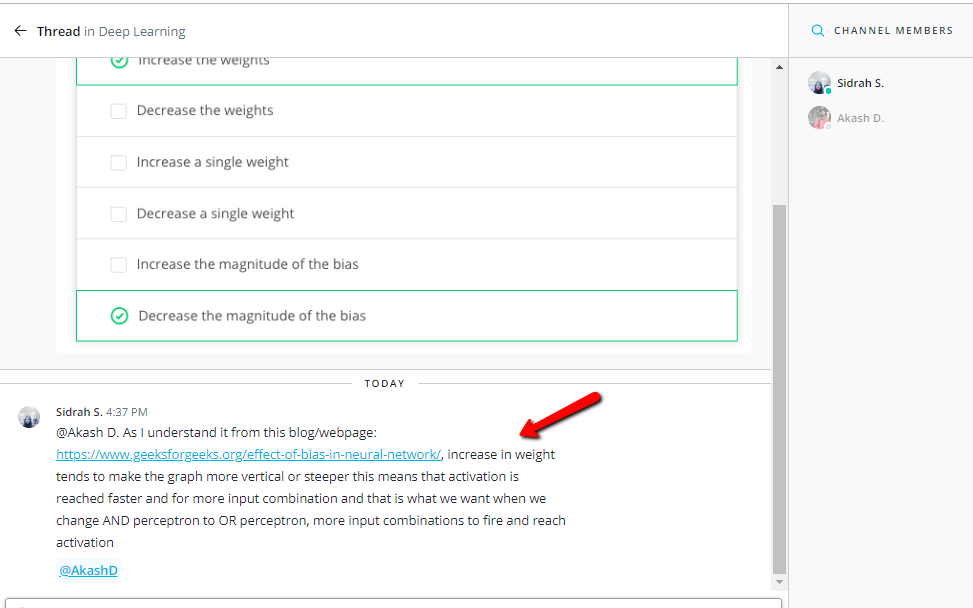 Thread in Deep Learning
CHANNEL MEMBERS
Increase the weights
Decrease the weights
Increase a single weight
Decrease a single weight
Increase the magnitude of the bias
Decrease the magnitude of the bias
Sidrah S.
Akash D.
TODAY
Sidrah S. 4:37 PM
@Akash D. As I understand it from this blog/webpage:
https://www.geeksforgeeks.org/effect-of-bias-in-neural-network/, increase in weight
tends to make the graph more vertical or steeper this means that activation is
reached faster and for more input combination and that is what we want when we
change AND perceptron to OR perceptron, more input combinations to fire and reach
activation
@AkashD